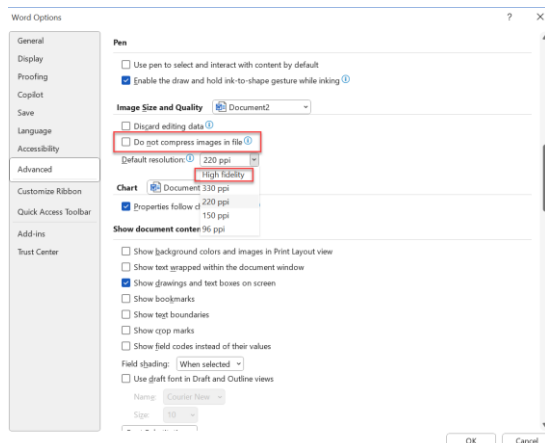 Word Options
?
General
Display
Proofing
Copilot
Save
Language
Accessibility
Advanced
Customize Ribbon
Quick Access Toolbar
Add-ins
Trust Center
Pen
Use pen to select and interact with content by default
Enable the draw and hold ink-to-shape gesture while inking
Image Size and Quality Document2
Discard editing data
Do not compress images in file
Default resolution: 220 ppi
High fidelity
Chart Document 330 ppi
220 ppi
Properties follow
150 ppi
Show document 96 ppi
Show background colors and images in Print Layout view
Show text wrapped within the document window
Show drawings and text boxes on screen
Show bookmarks
Show text boundaries
Show crop marks
Show field codes instead of their values
Field shading: When selected
Use draft font in Draft and Outline views
Name: Courier New
Size: 10
OK Cancel